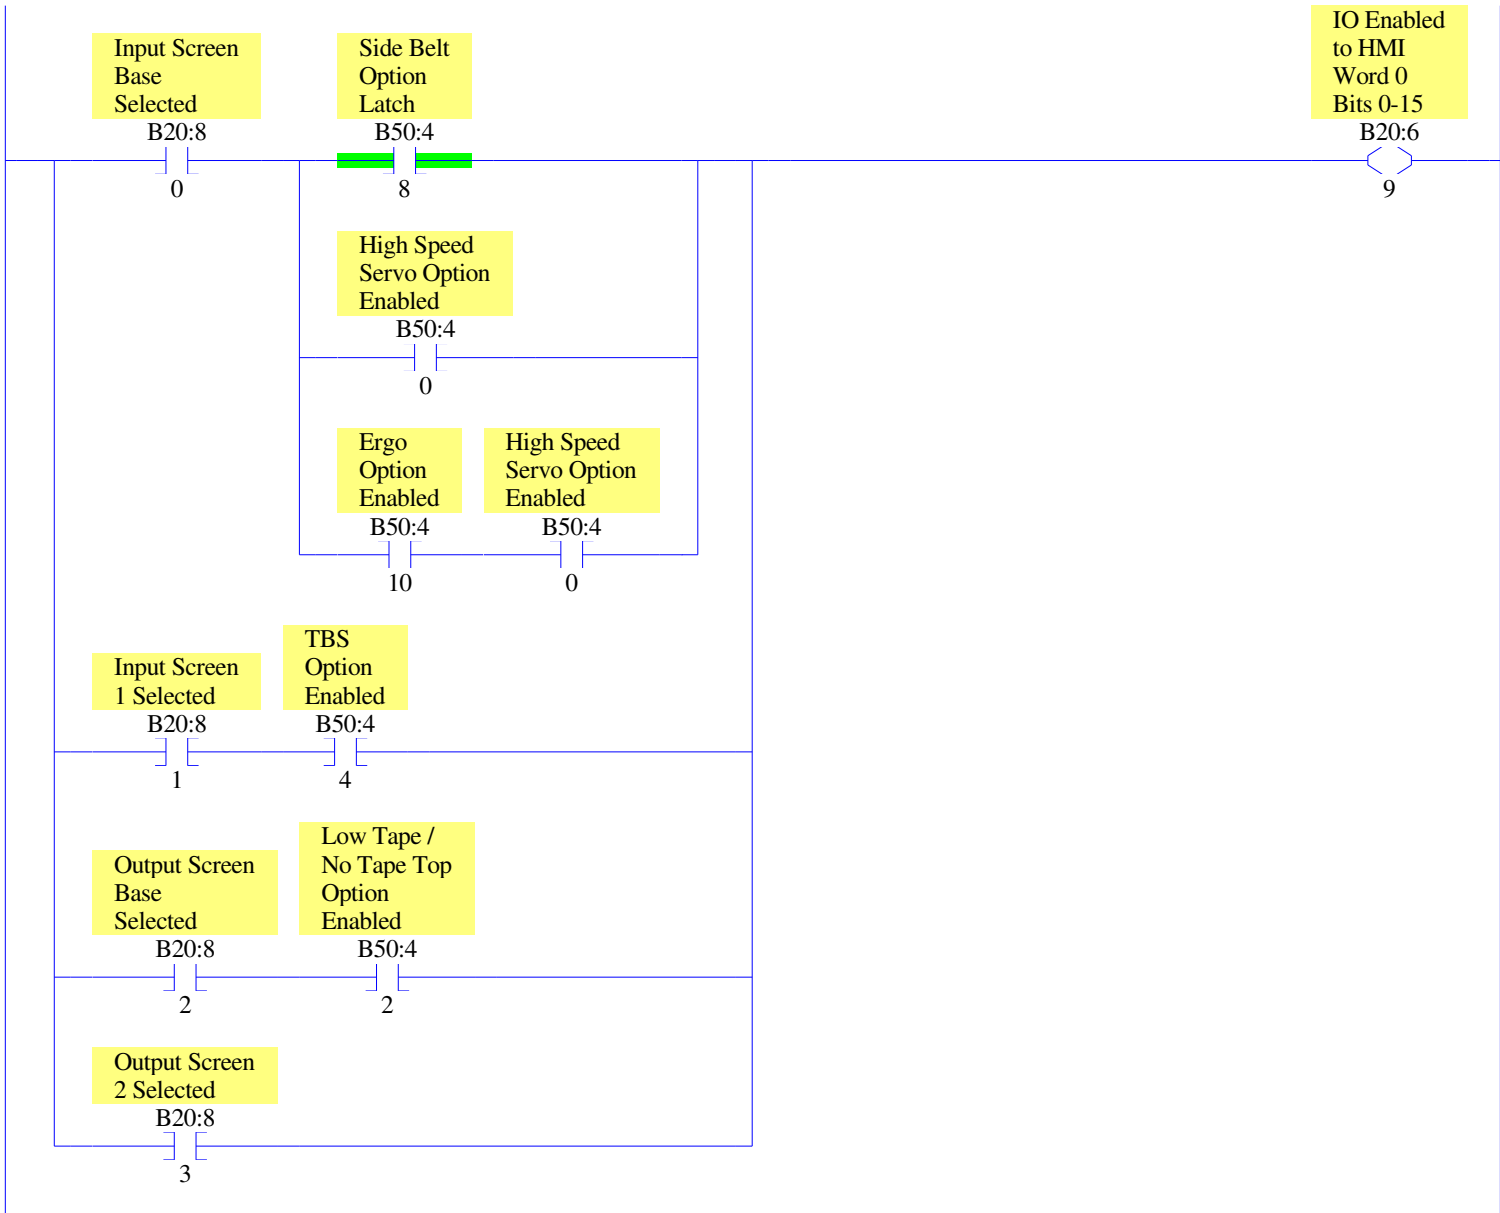 Input Screen
Base
Selected
B20:8
0
Side Belt
Option
Latch
B50:4
8
IO Enabled
to HMI
Word 0
Bits 0-15
B20:6
9
High Speed
Servo Option
Enabled
B50:4
0
Ergo
Option
Enabled
B50:4
10
High Speed
Servo Option
Enabled
B50:4
0
Input Screen
1 Selected
B20:8
1
TBS
Option
Enabled
B50:4
4
Output Screen
Base
Selected
B20:8
2
Low Tape /
No Tape Top
Option
Enabled
B50:4
2
Output Screen
2 Selected
B20:8
3